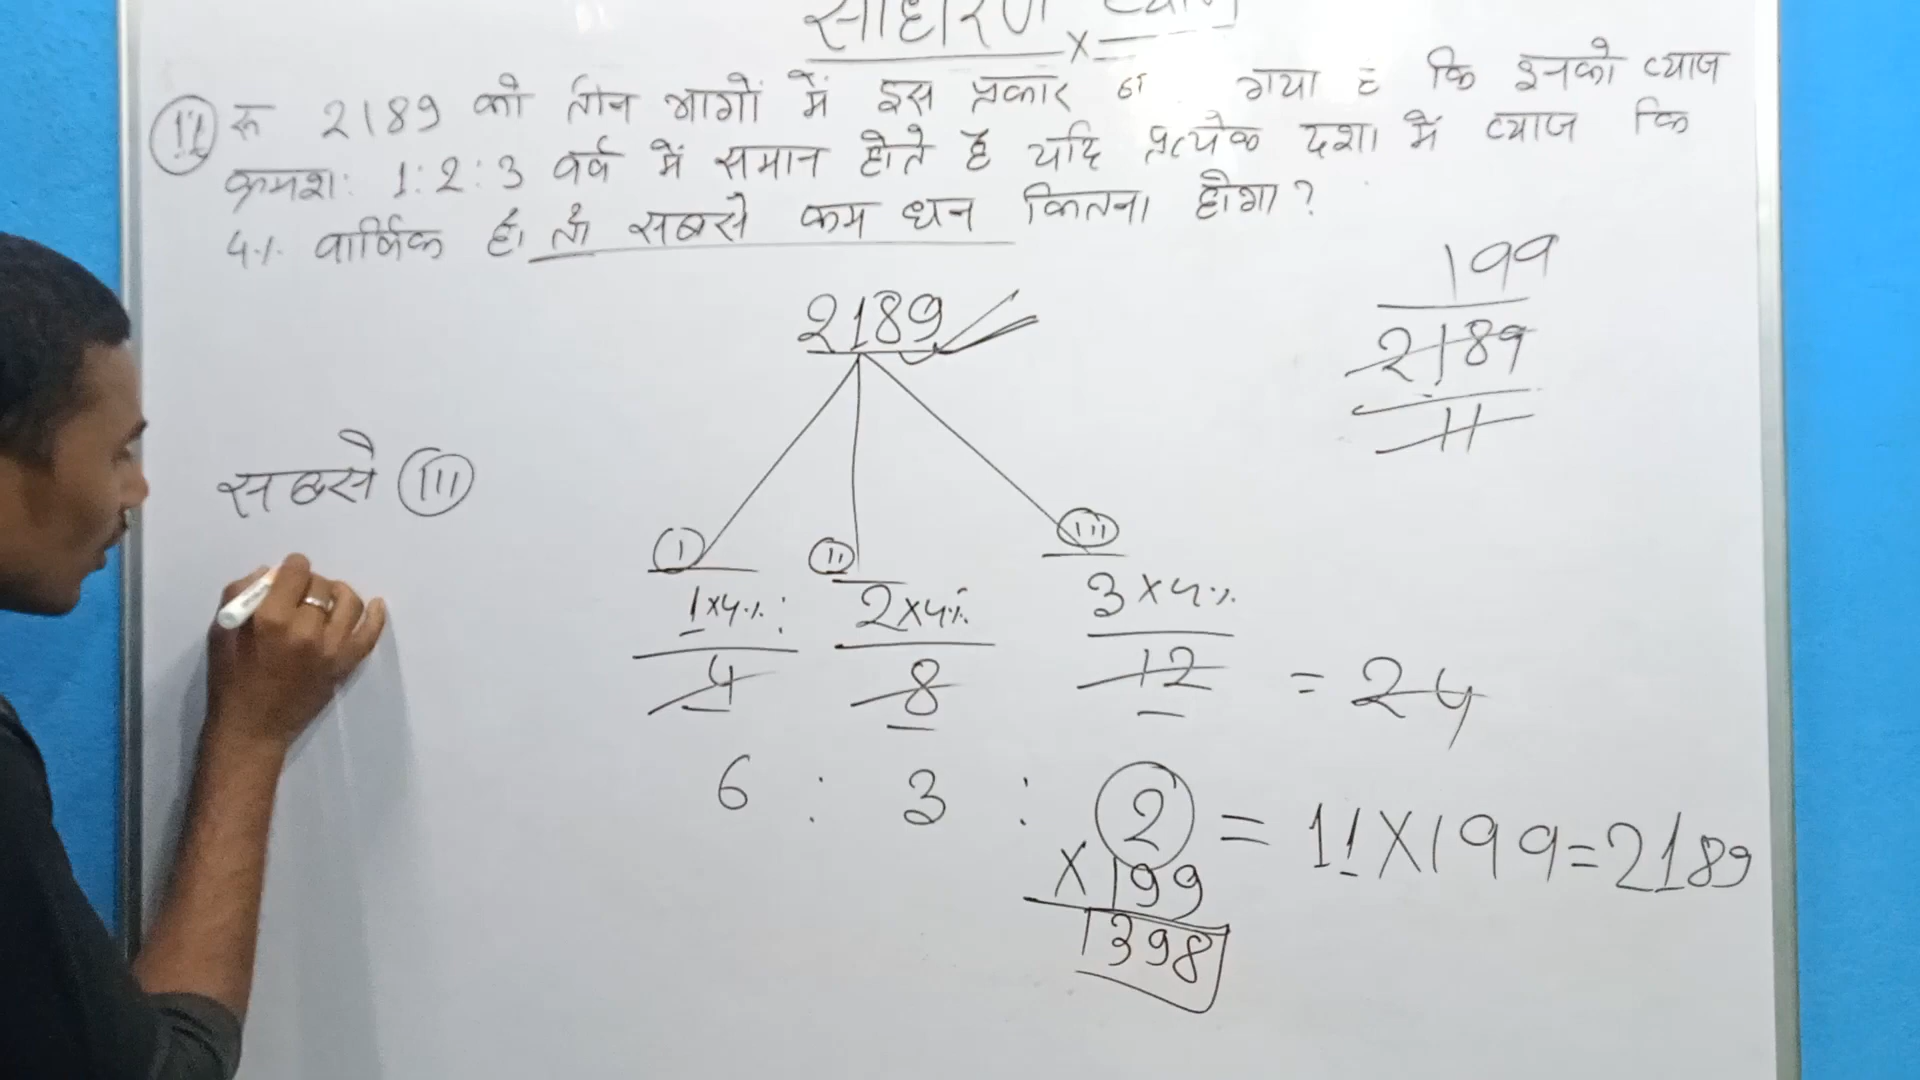 साधारण ब्याज
(11) रू 2189 को तीन भागों में इस प्रकार गया है कि इनको ब्याज
क्रमशः 1:2:3 वर्ष में समान होते है यदि प्रत्येक दशा में ब्याज कि
4% वार्षिक हो तो सबसे कम धन कितना होगा?
199
2189
11
2189
सबसे (III)
(I) (II) (III)
1×4% : 2×4% : 3×4%
4 8 12 = 24
6 : 3 : 2 = 11×199=2189
×199
1398